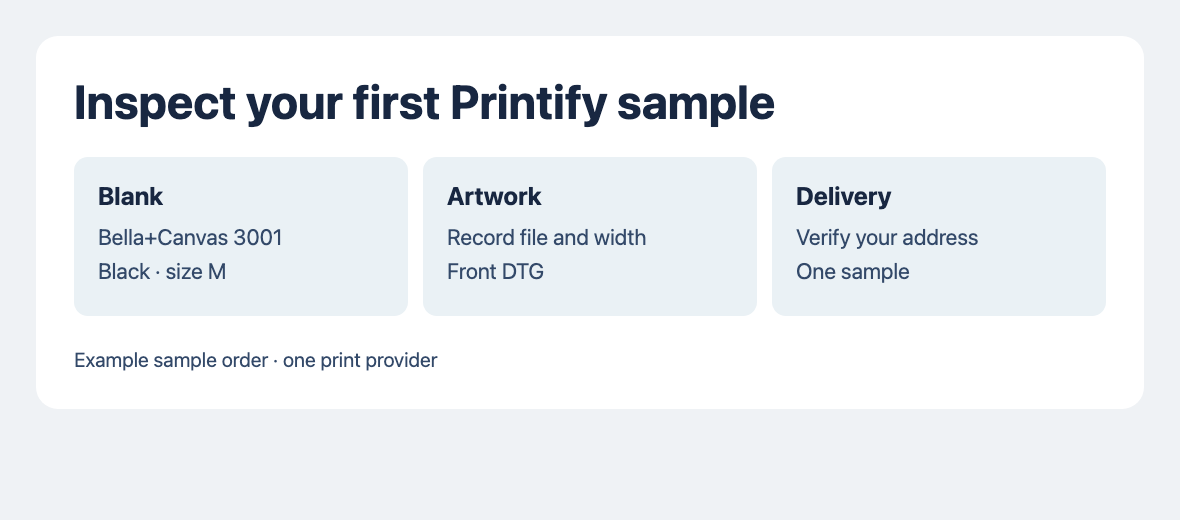 Inspect your first Printify sample
Blank
Bella+Canvas 3001
Black · size M
Artwork
Record file and width
Front DTG
Delivery
Verify your address
One sample
Example sample order · one print provider